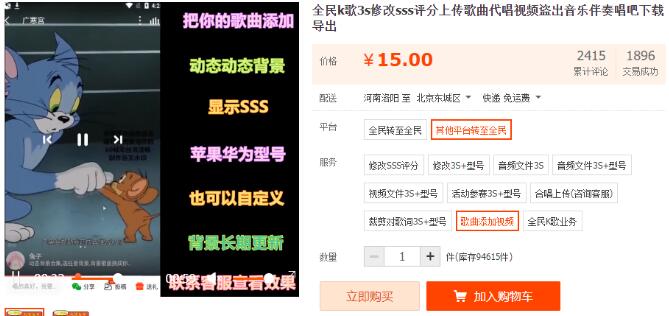 广寒宫
兔子
分享
投稿
送礼
把你的歌曲添加
动态动态背景
显示SSS
苹果华为型号
也可以自定义
背景长期更新
联系客服查看效果
全民k歌3s修改sss评分上传歌曲代唱视频盗出音乐伴奏唱吧下载
导出
价格
¥15.00
2415
累计评论
1896
交易成功
配送
河南洛阳 至 北京东城区 快递 免运费
平台
全民转至全民
其他平台转至全民
服务
修改SSS评分
修改3S+型号
音频文件3S
音频文件3S+型号
视频文件3S+型号
活动参赛3S+型号
合唱上传(咨询客服)
裁剪对歌词3S+型号
歌曲添加视频
全民K歌业务
数量
1
件(库存94615件)
立即购买
加入购物车